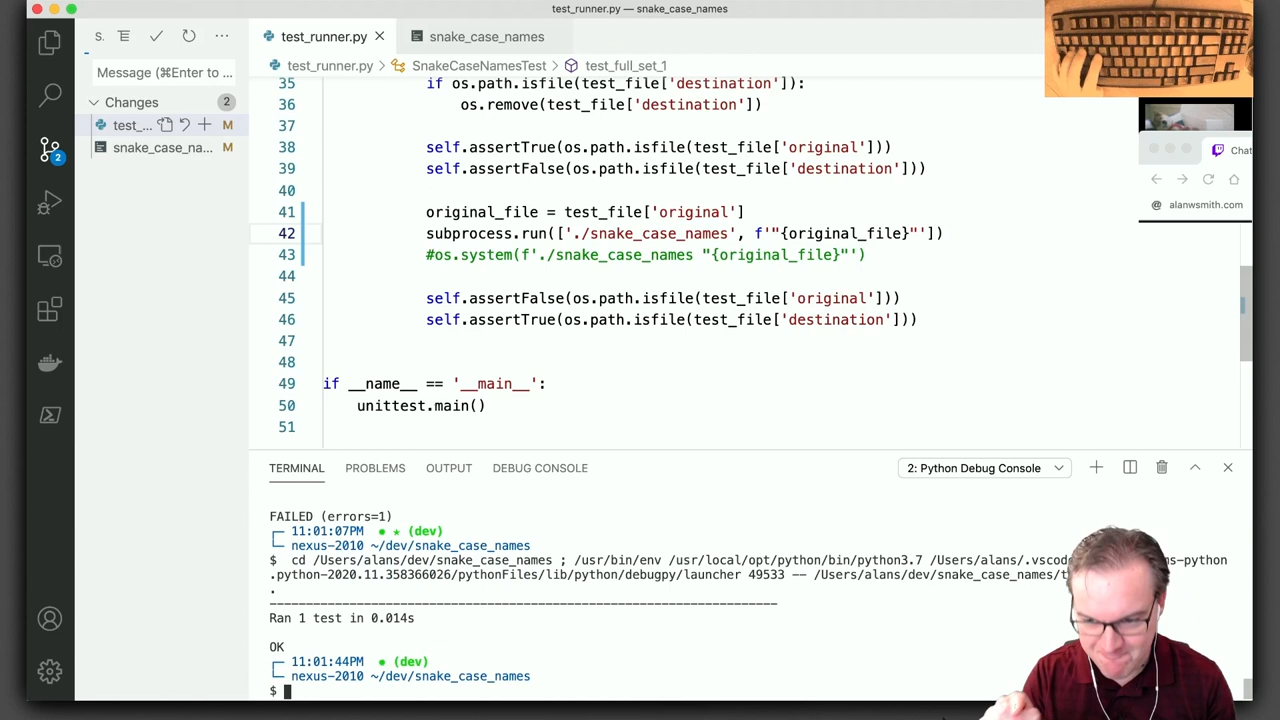 test_runner.py — snake_case_names
S.
test_runner.py
snake_case_names
Message (⌘Enter to ...
test_runner.py > SnakeCaseNamesTest > test_full_set_1
Changes 2
test_... M
snake_case_na... M
2
35 if os.path.isfile(test_file['destination']):
36 os.remove(test_file['destination'])
37
38 self.assertTrue(os.path.isfile(test_file['original']))
39 self.assertFalse(os.path.isfile(test_file['destination']))
40
41 original_file = test_file['original']
42 subprocess.run(['./snake_case_names', f'"{original_file}"'])
43 #os.system(f'./snake_case_names "{original_file}"')
44
45 self.assertFalse(os.path.isfile(test_file['original']))
46 self.assertTrue(os.path.isfile(test_file['destination']))
47
48
49 if __name__ == '__main__':
50 unittest.main()
51
Chat
@ alanwsmith.com
TERMINAL PROBLEMS OUTPUT DEBUG CONSOLE 2: Python Debug Console
FAILED (errors=1)
11:01:07PM ● ★ (dev)
nexus-2010 ~/dev/snake_case_names
$ cd /Users/alans/dev/snake_case_names ; /usr/bin/env /usr/local/opt/python/bin/python3.7 /Users/alans/.vscod ns-python
.python-2020.11.358366026/pythonFiles/lib/python/debugpy/launcher 49533 -- /Users/alans/dev/snake_case_names/t
.
----------------------------------------------------------------------
Ran 1 test in 0.014s
OK
11:01:44PM ● (dev)
nexus-2010 ~/dev/snake_case_names
$